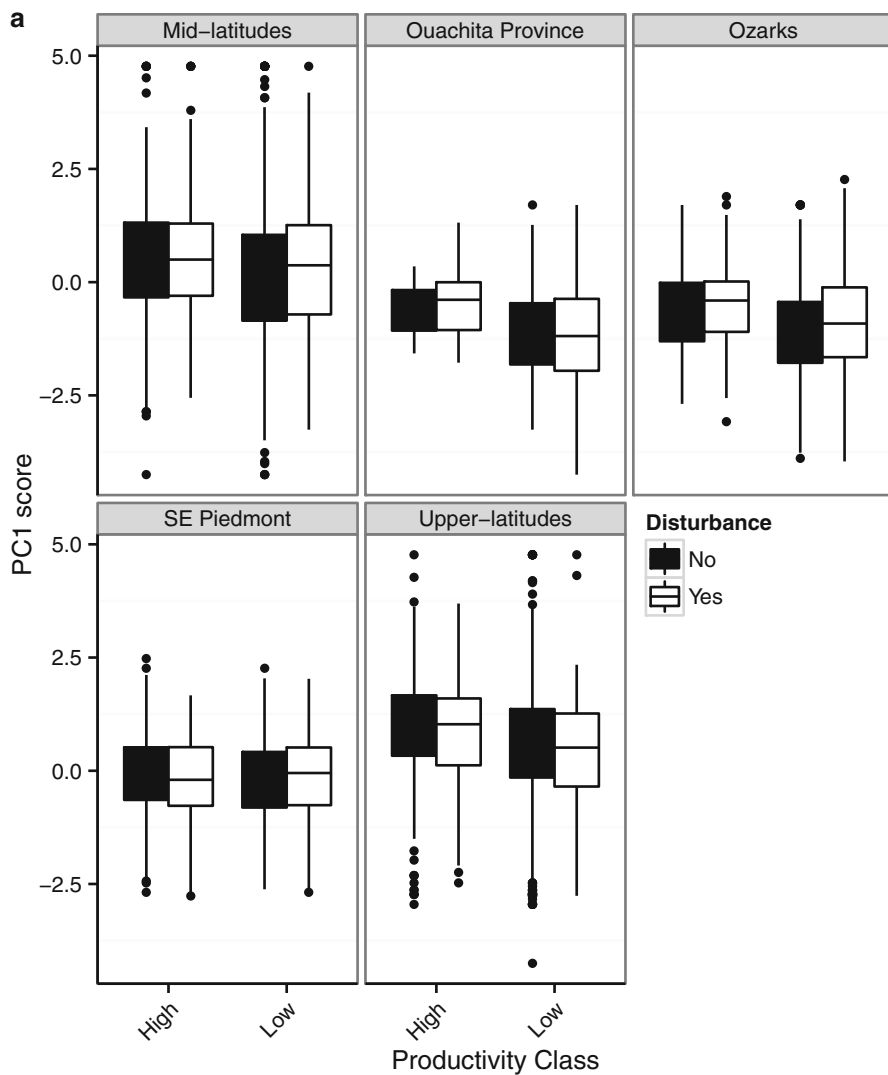 a
Mid−latitudes
Ouachita Province
Ozarks
5.0
2.5
0.0
−2.5
SE Piedmont
Upper−latitudes
5.0
2.5
0.0
−2.5
PC1 score
Disturbance
No
Yes
High
Low
High
Low
Productivity Class